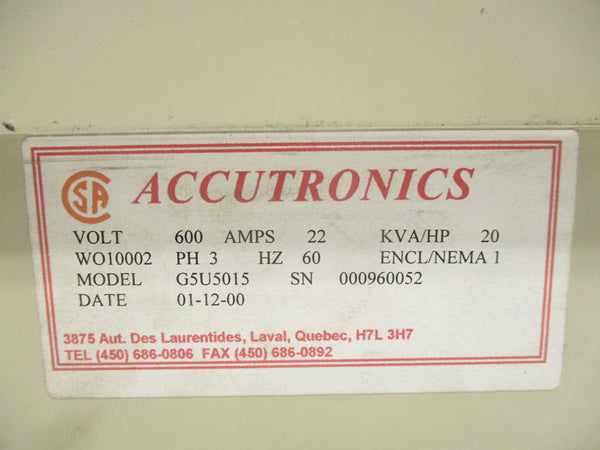 CSA ACCUTRONICS
VOLT 600 AMPS 22 KVA/HP 20
WO10002 PH 3 HZ 60 ENCL/NEMA 1
MODEL G5U5015 SN 000960052
DATE 01-12-00
3875 Aut. Des Laurentides, Laval, Quebec, H7L 3H7
TEL (450) 686-0806 FAX (450) 686-0892